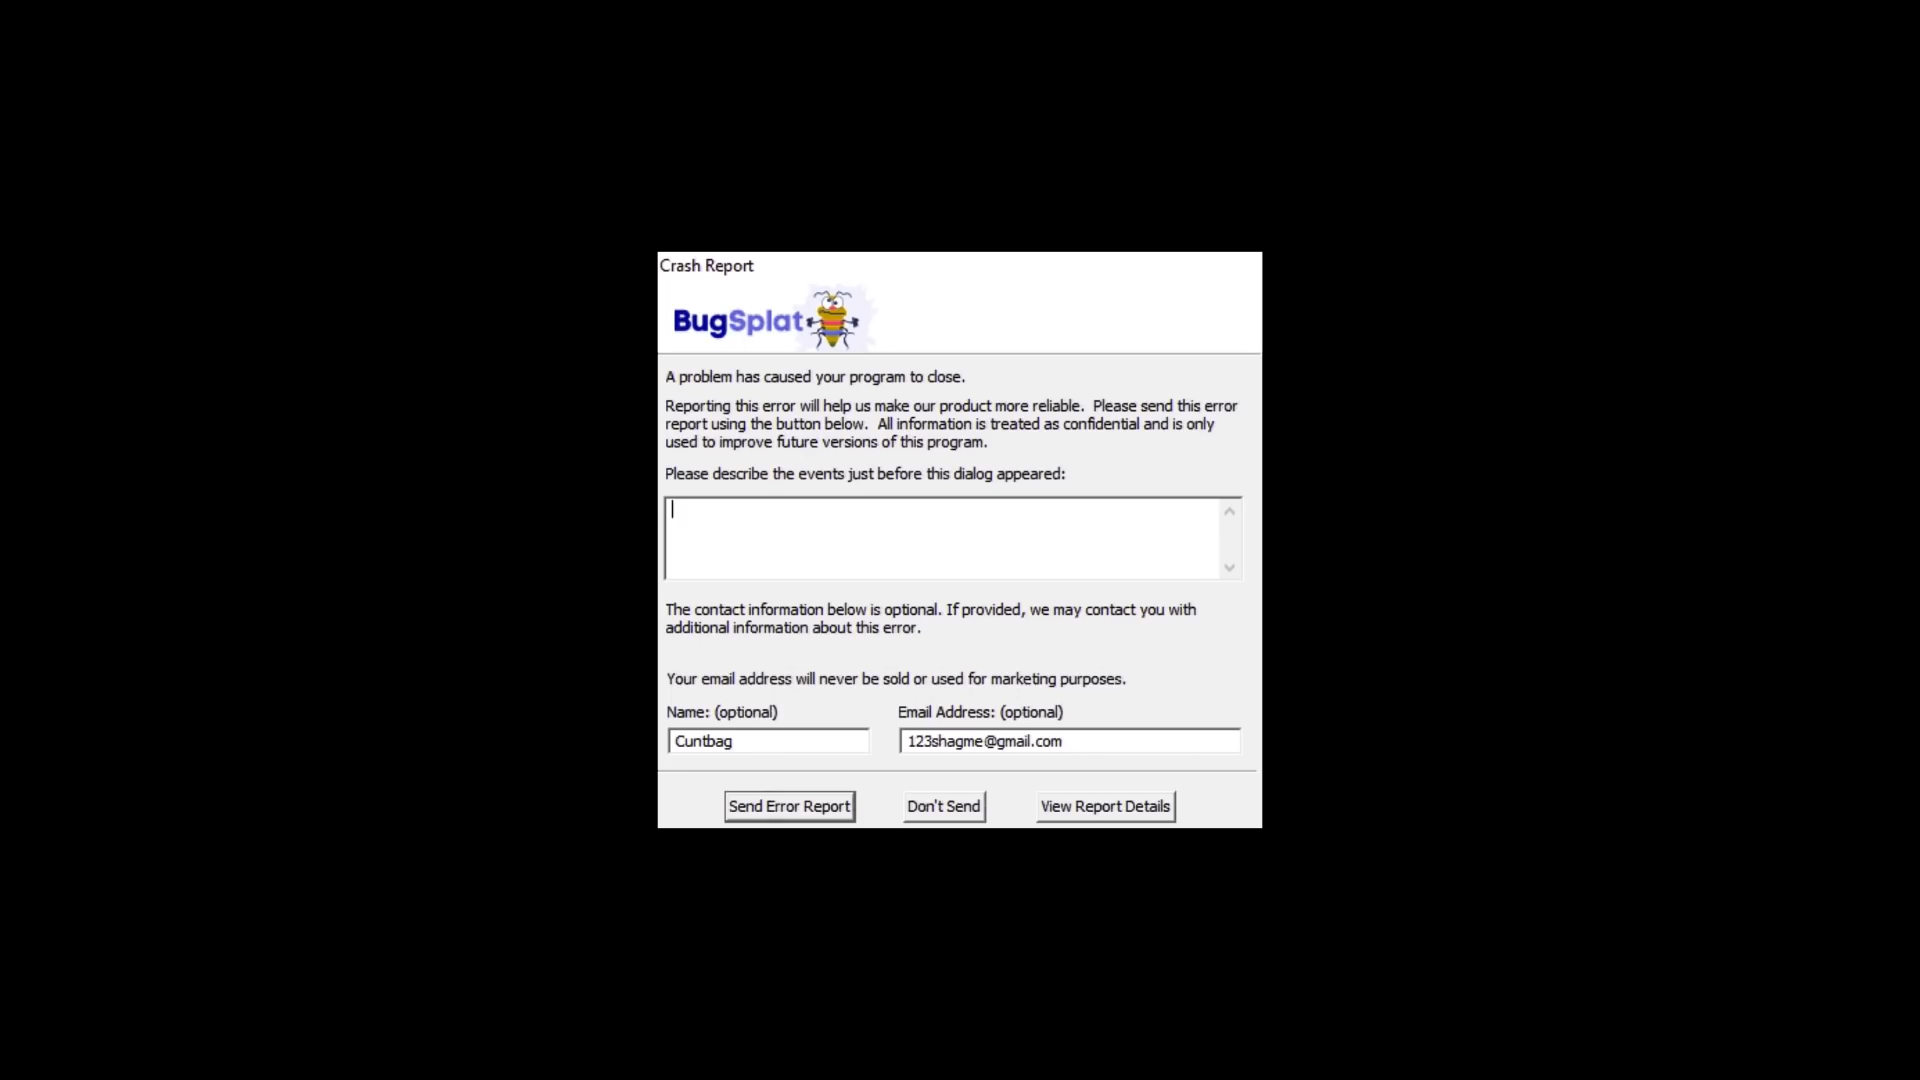 Crash Report
BugSplat
A problem has caused your program to close.
Reporting this error will help us make our product more reliable.  Please send this error
report using the button below.  All information is treated as confidential and is only
used to improve future versions of this program.
Please describe the events just before this dialog appeared:
The contact information below is optional. If provided, we may contact you with
additional information about this error.
Your email address will never be sold or used for marketing purposes.
Name: (optional) Email Address: (optional)
Cuntbag 123shagme@gmail.com
Send Error Report Don't Send View Report Details